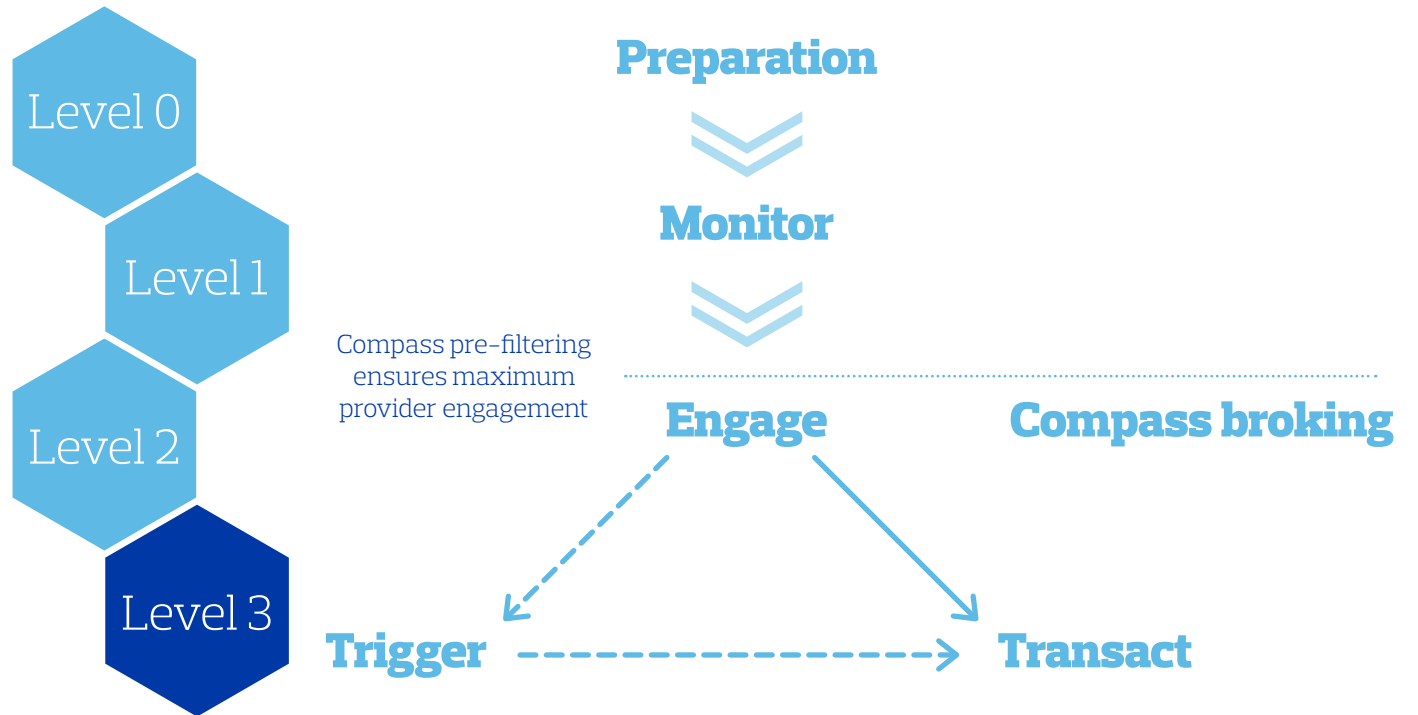 Level 0
Preparation
Level 1
Monitor
Compass pre-filtering
ensures maximum
provider engagement
Level 2
Engage
Compass broking
Level 3
Trigger
Transact